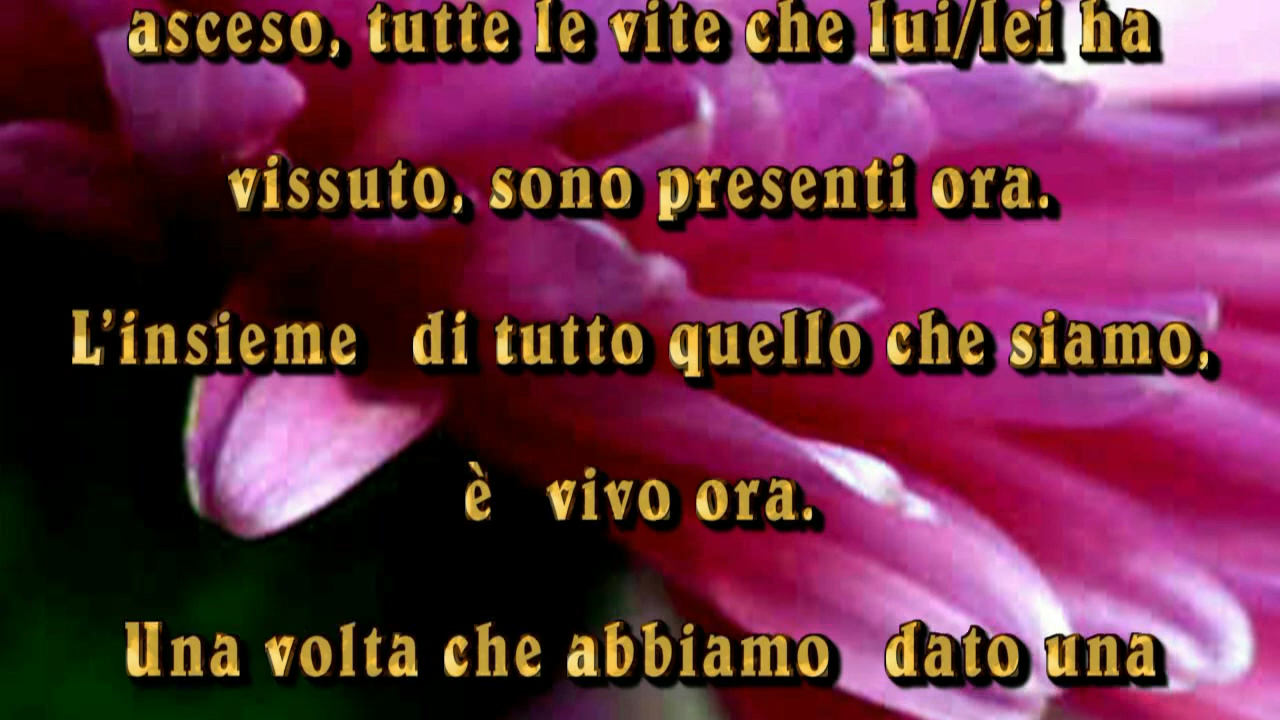 asceso, tutte le vite che lui/lei ha
vissuto, sono presenti ora.
L'insieme di tutto quello che siamo,
è vivo ora.
Una volta che abbiamo dato una